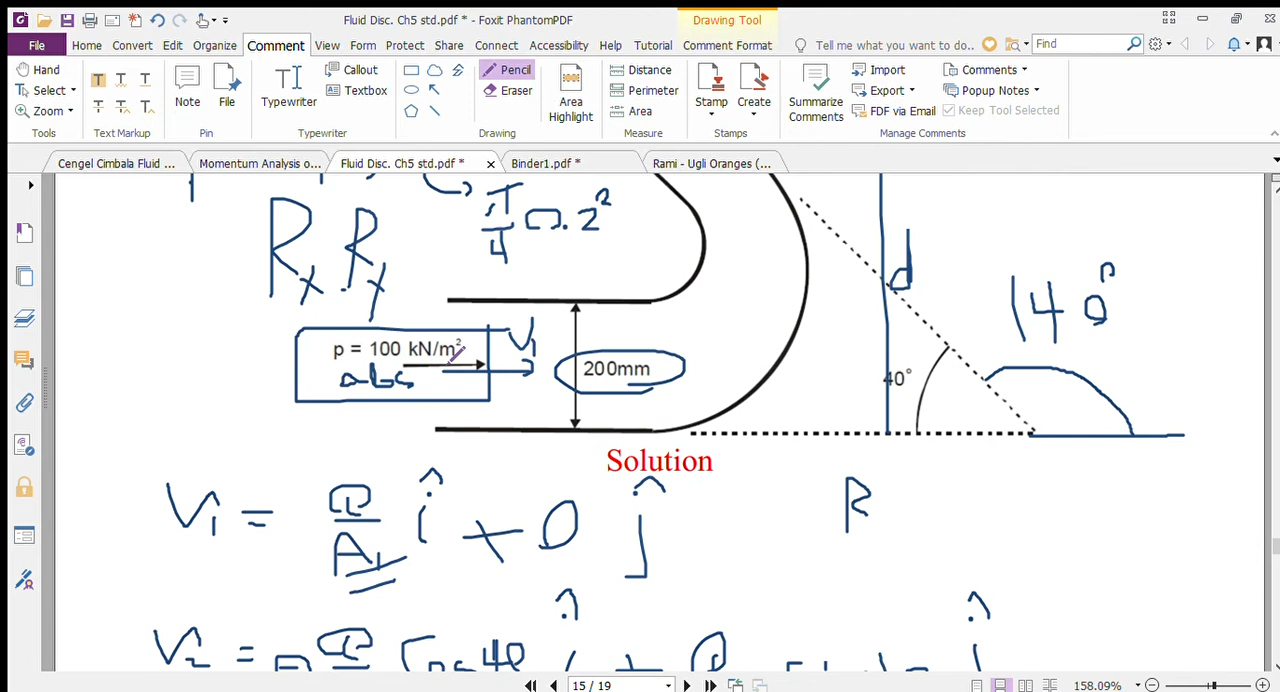 Fluid Disc. Ch5 std.pdf * - Foxit PhantomPDF
Drawing Tool
File Home Convert Edit Organize Comment View Form Protect Share Connect Accessibility Help Tutorial Comment Format
Tell me what you want to do..
Find
Hand
Select
Zoom
Tools
T T T
T T T
Text Markup
Note
File
Pin
Typewriter
Callout
Textbox
Typewriter
Pencil
Eraser
Drawing
Area Highlight
Distance
Perimeter
Area
Measure
Stamp
Create
Stamps
Summarize Comments
Import
Export
FDF via Email
Comments
Popup Notes
Keep Tool Selected
Manage Comments
Cengel Cimbala Fluid ...
Momentum Analysis o...
Fluid Disc. Ch5 std.pdf *
Binder1.pdf *
Rami - Ugli Oranges (...
π/4 0.2²
Rx Ry
d
140°
p = 100 kN/m²
abs
V1
200mm
40°
Solution
V1 = Q/A1 î + 0 ĵ
R
V2 =
15 / 19
158.09%